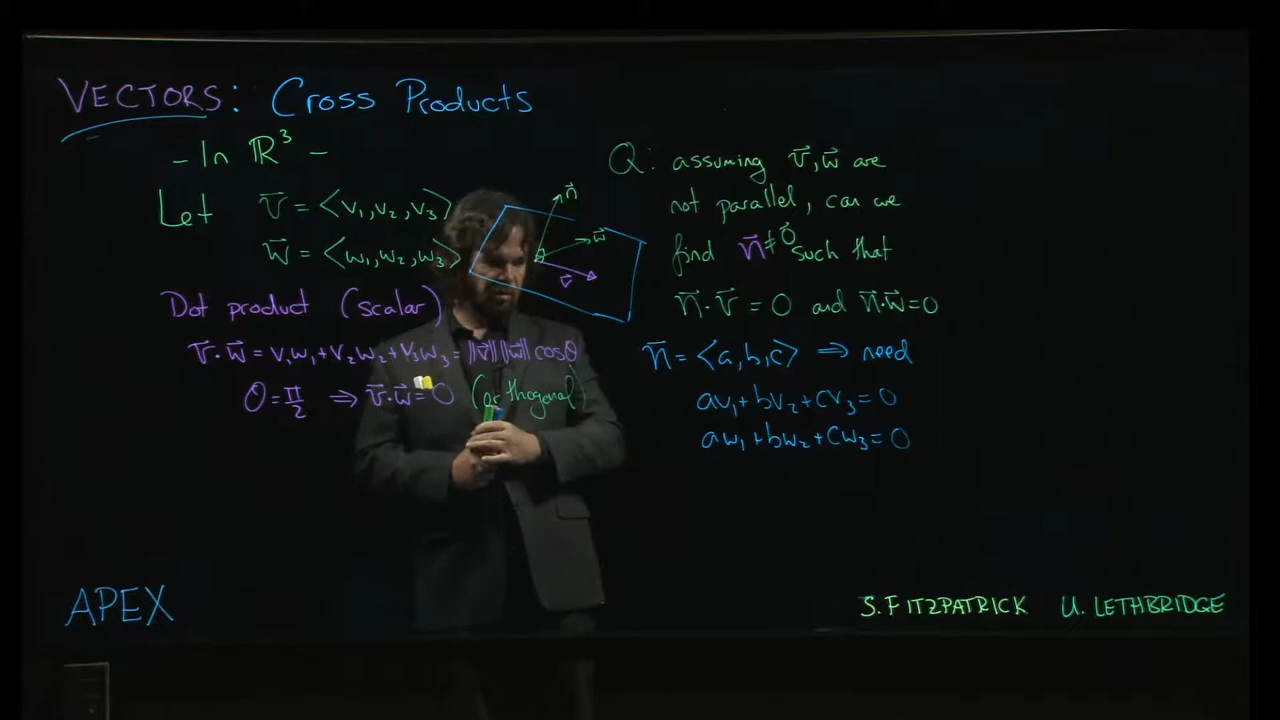 VECTORS: Cross Products
- In ℝ³ -
Let v⃗ = <v₁, v₂, v₃>
w⃗ = <w₁, w₂, w₃>
Dot product (scalar)
v⃗·w⃗ = v₁w₁ + v₂w₂ + v₃w₃ = ||v⃗|| ||w⃗|| cosθ
θ = π/2 ⇒ v⃗·w⃗ = 0 (orthogonal)
n⃗
w⃗
v⃗
Q: assuming v⃗, w⃗ are
not parallel, can we
find n⃗ ≠ 0⃗ such that
n⃗·v⃗ = 0 and n⃗·w⃗ = 0
n⃗ = <a, b, c> ⇒ need
av₁ + bv₂ + cv₃ = 0
aw₁ + bw₂ + cw₃ = 0
APEX
S. FITZPATRICK U. LETHBRIDGE